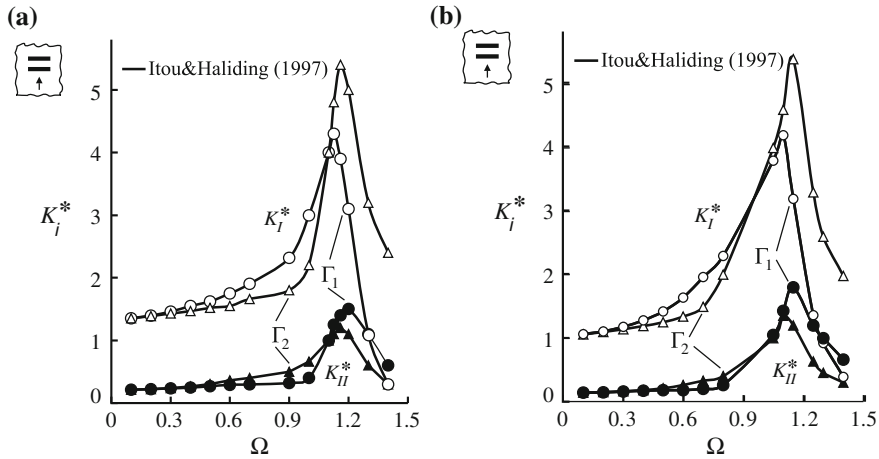 (a)
Itou&Haliding (1997)
5
4
3
2
1
0
K_i^*
K_I^*
Γ_1
Γ_2
K_II^*
0 0.3 0.6 0.9 1.2 1.5
Ω
(b)
Itou&Haliding (1997)
5
4
3
2
1
0
K_i^*
K_I^*
Γ_1
Γ_2
K_II^*
0 0.3 0.6 0.9 1.2 1.5
Ω